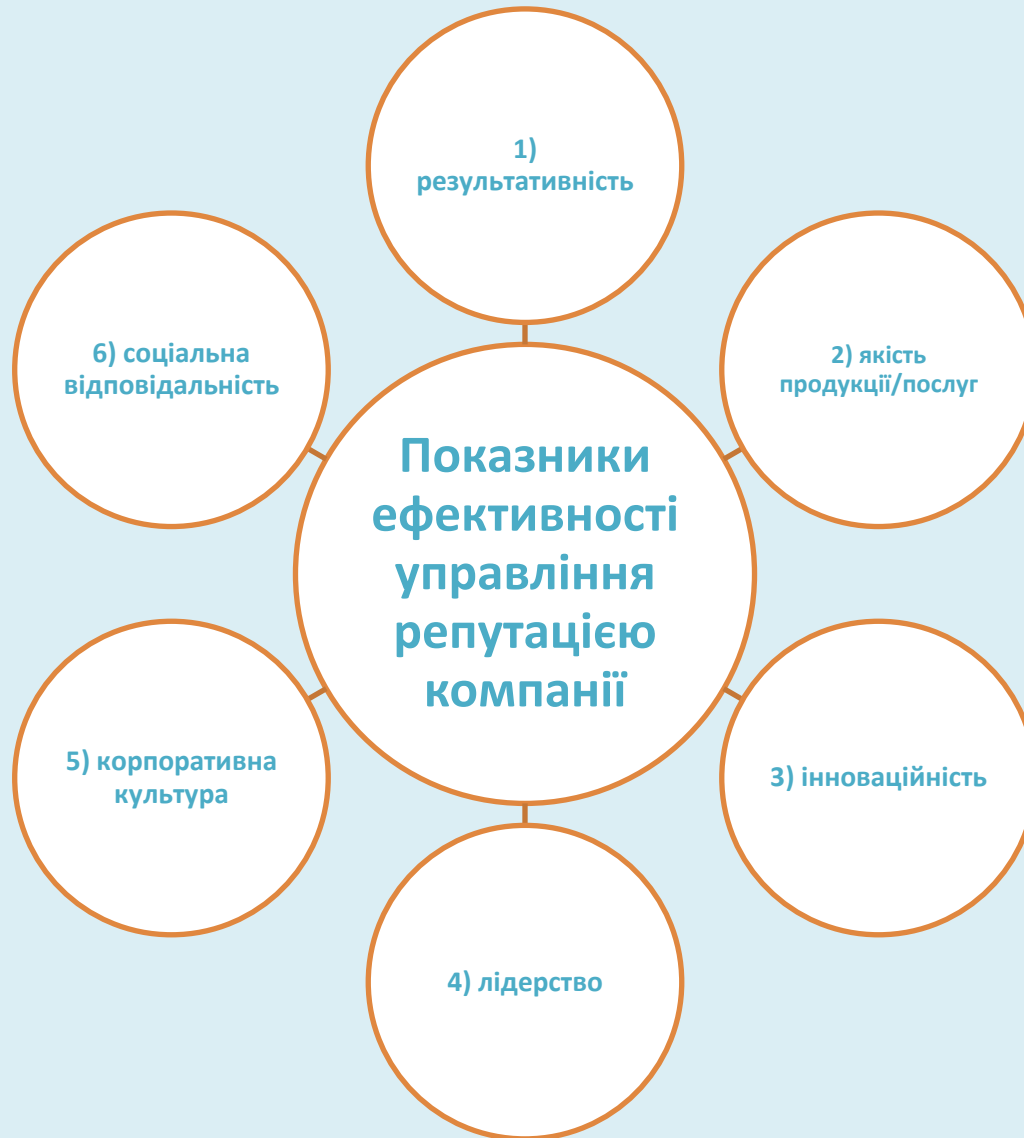 1)
результативність
2) якість
продукції/послуг
3) інноваційність
4) лідерство
5) корпоративна
культура
6) соціальна
відповідальність
Показники
ефективності
управління
репутацією
компанії